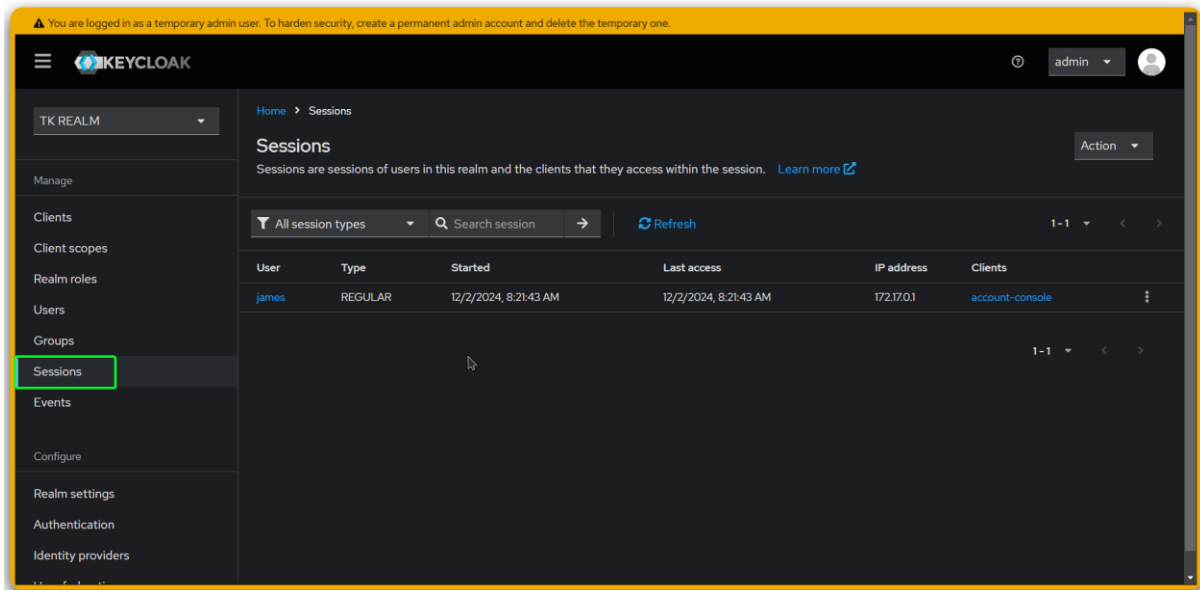 You are logged in as a temporary admin user. To harden security, create a permanent admin account and delete the temporary one.
KEYCLOAK
admin
TK REALM
Home > Sessions
Sessions
Action
Sessions are sessions of users in this realm and the clients that they access within the session. Learn more
Manage
Clients
Client scopes
Realm roles
Users
Groups
Sessions
Events
Configure
Realm settings
Authentication
Identity providers
All session types
Search session
Refresh
1-1
User Type Started Last access IP address Clients
james REGULAR 12/2/2024, 8:21:43 AM 12/2/2024, 8:21:43 AM 172.17.0.1 account-console
1-1